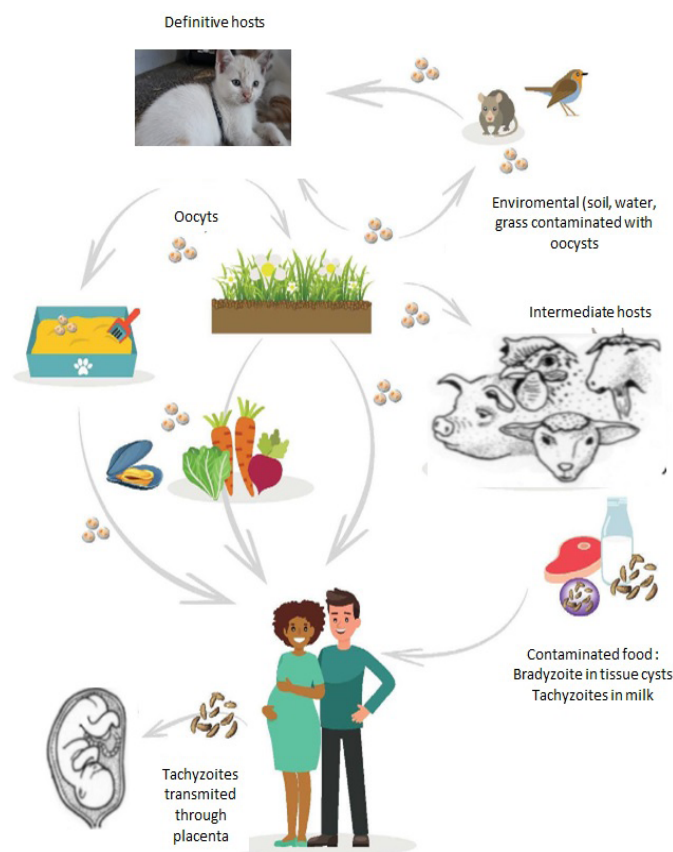 Definitive hosts
Enviromental (soil, water,
grass contaminated with
oocysts
Oocyts
Intermediate hosts
Contaminated food :
Bradyzoite in tissue cysts
Tachyzoites in milk
Tachyzoites
transmited
through
placenta